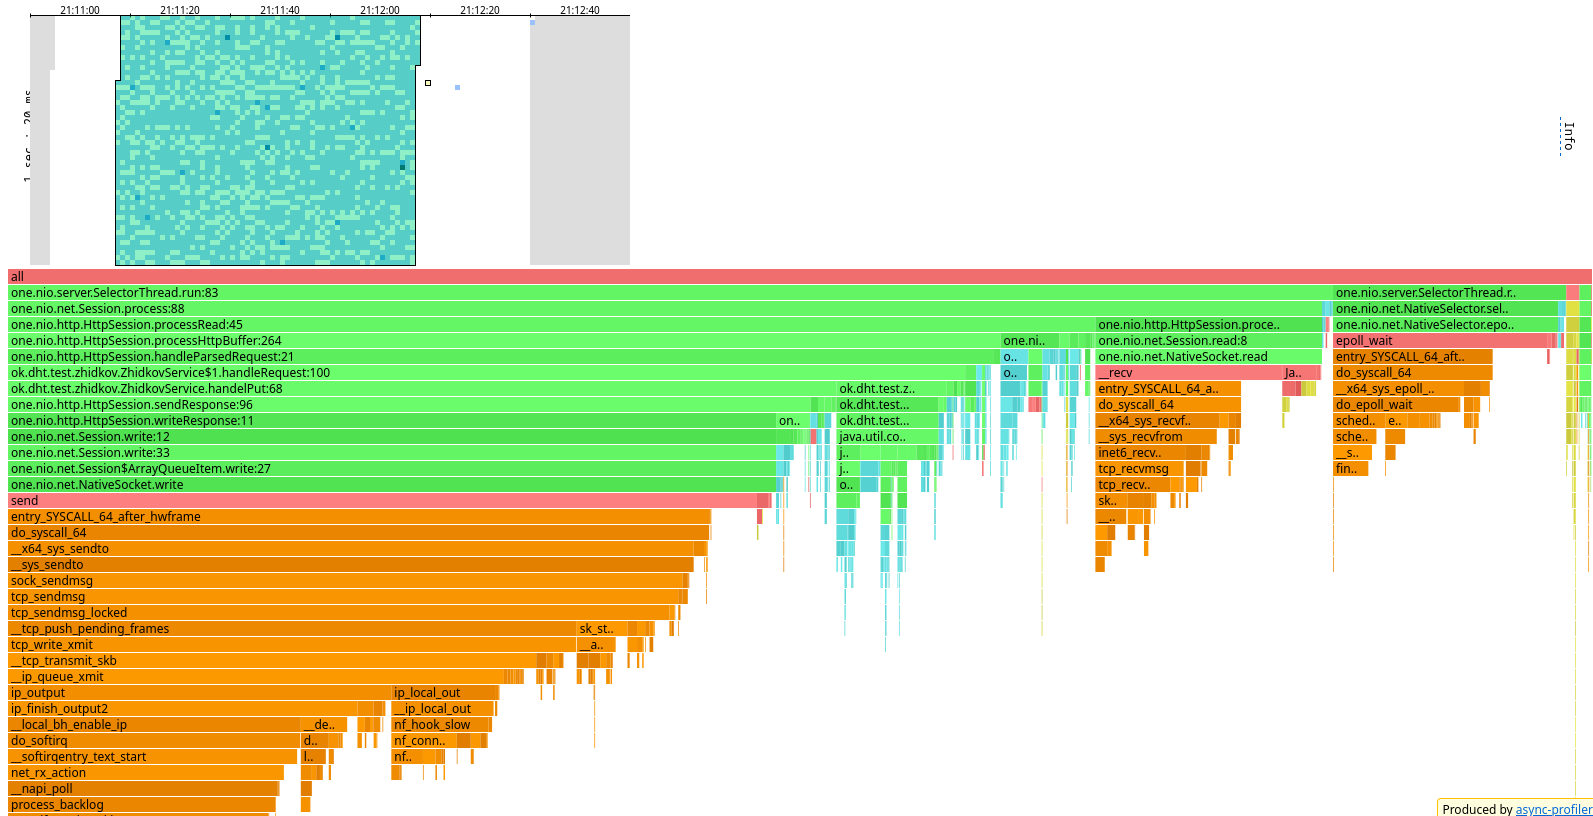 21:11:00 21:11:20 21:11:40 21:12:00 21:12:20 21:12:40
Info
all
one.nio.server.SelectorThread.run:83 one.nio.server.SelectorThread.r..
one.nio.net.Session.process:88 one.nio.net.NativeSelector.sel..
one.nio.http.HttpSession.processRead:45 one.nio.http.HttpSession.proce.. one.nio.net.NativeSelector.epo..
one.nio.http.HttpSession.processHttpBuffer:264 one.ni.. one.nio.net.Session.read:8 epoll_wait
one.nio.http.HttpSession.handleParsedRequest:21 o.. one.nio.net.NativeSocket.read entry_SYSCALL_64_aft..
ok.dht.test.zhidkov.ZhidkovService$1.handleRequest:100 o.. __recv Ja.. do_syscall_64
ok.dht.test.zhidkov.ZhidkovService.handelPut:68 ok.dht.test.z.. entry_SYSCALL_64_a.. __x64_sys_epoll_..
one.nio.http.HttpSession.sendResponse:96 ok.dht.test... do_syscall_64 do_epoll_wait
one.nio.http.HttpSession.writeResponse:11 on.. ok.dht.test... __x64_sys_recvf.. sched.. e..
one.nio.net.Session.write:12 java.util.co.. __sys_recvfrom sche..
one.nio.net.Session.write:33 j.. inet6_recv.. __s..
one.nio.net.Session$ArrayQueueItem.write:27 j.. tcp_recvmsg fin..
one.nio.net.NativeSocket.write o.. tcp_recv..
send sk..
entry_SYSCALL_64_after_hwframe __..
do_syscall_64
__x64_sys_sendto
__sys_sendto
sock_sendmsg
tcp_sendmsg
tcp_sendmsg_locked
__tcp_push_pending_frames sk_st..
tcp_write_xmit __a..
__tcp_transmit_skb
__ip_queue_xmit
ip_output ip_local_out
ip_finish_output2 __ip_local_out
__local_bh_enable_ip __de.. nf_hook_slow
do_softirq d.. nf_conn..
__softirqentry_text_start l.. nf..
net_rx_action
__napi_poll
process_backlog
Produced by async-profiler